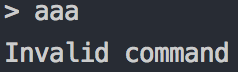 > aaa
Invalid command